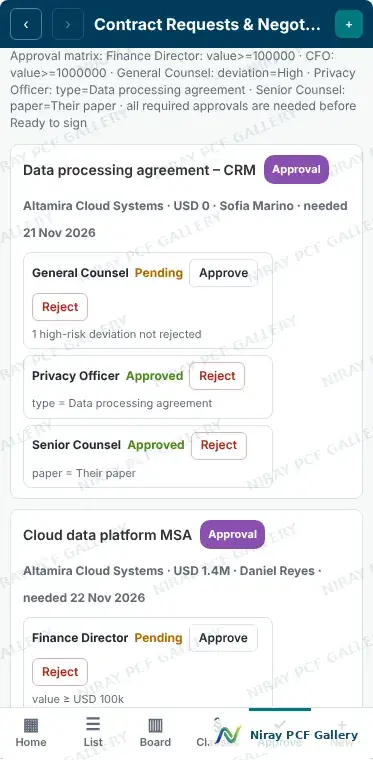 Contract Requests & Negot...
Approval matrix: Finance Director: value>=100000 · CFO:
value>=1000000 · General Counsel: deviation=High · Privacy
Officer: type=Data processing agreement · Senior Counsel:
paper=Their paper · all required approvals are needed before
Ready to sign
Data processing agreement – CRM Approval
Altamira Cloud Systems · USD 0 · Sofia Marino · needed
21 Nov 2026
General Counsel Pending Approve
Reject
1 high-risk deviation not rejected
Privacy Officer Approved Reject
type = Data processing agreement
Senior Counsel Approved Reject
paper = Their paper
Cloud data platform MSA Approval
Altamira Cloud Systems · USD 1.4M · Daniel Reyes ·
needed 22 Nov 2026
Finance Director Pending Approve
Reject
value ≥ USD 100k
Home List Board Approve New
Niray PCF Gallery
NIRAY PCF GALLERY